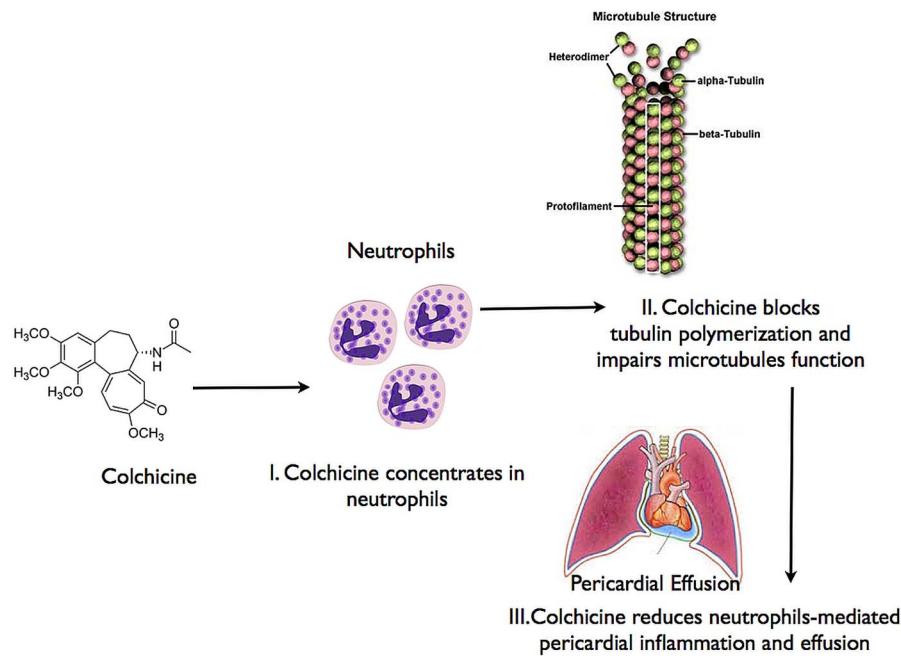 Microtubule Structure
Heterodimer
alpha-Tubulin
beta-Tubulin
Protofilament
Neutrophils
II. Colchicine blocks
tubulin polymerization and
impairs microtubules function
H₃CO
H₃CO
H₃CO
O
N
H
O
OCH₃
Colchicine
I. Colchicine concentrates in
neutrophils
Pericardial Effusion
III.Colchicine reduces neutrophils-mediated
pericardial inflammation and effusion